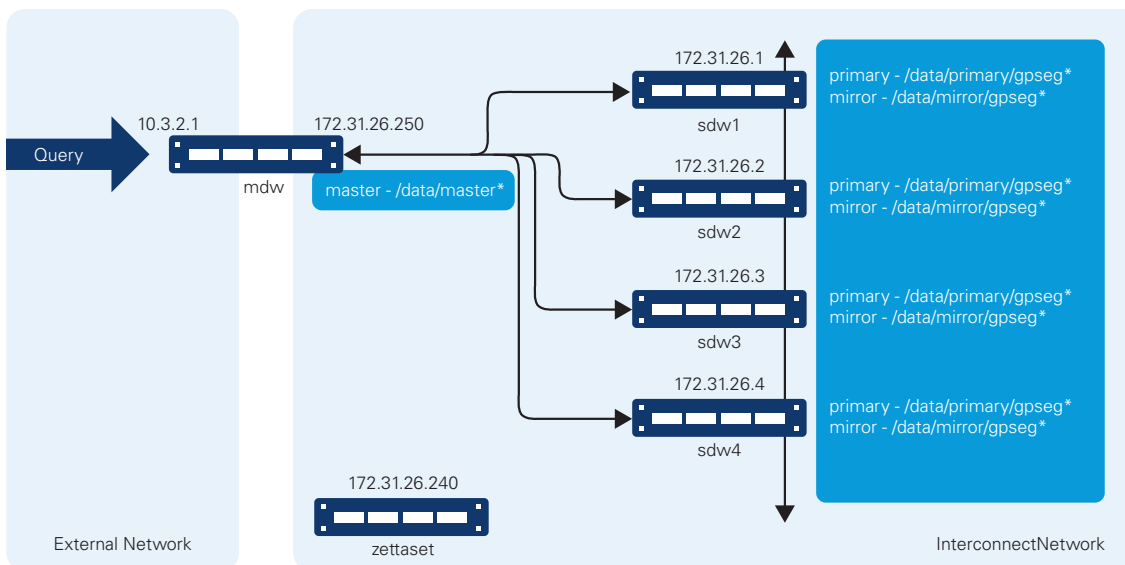 Query
10.3.2.1
172.31.26.250
mdw
master - /data/master*
172.31.26.1
sdw1
primary - /data/primary/gpseg*
mirror - /data/mirror/gpseg*
172.31.26.2
sdw2
primary - /data/primary/gpseg*
mirror - /data/mirror/gpseg*
172.31.26.3
sdw3
primary - /data/primary/gpseg*
mirror - /data/mirror/gpseg*
172.31.26.4
sdw4
primary - /data/primary/gpseg*
mirror - /data/mirror/gpseg*
172.31.26.240
zettaset
External Network
InterconnectNetwork